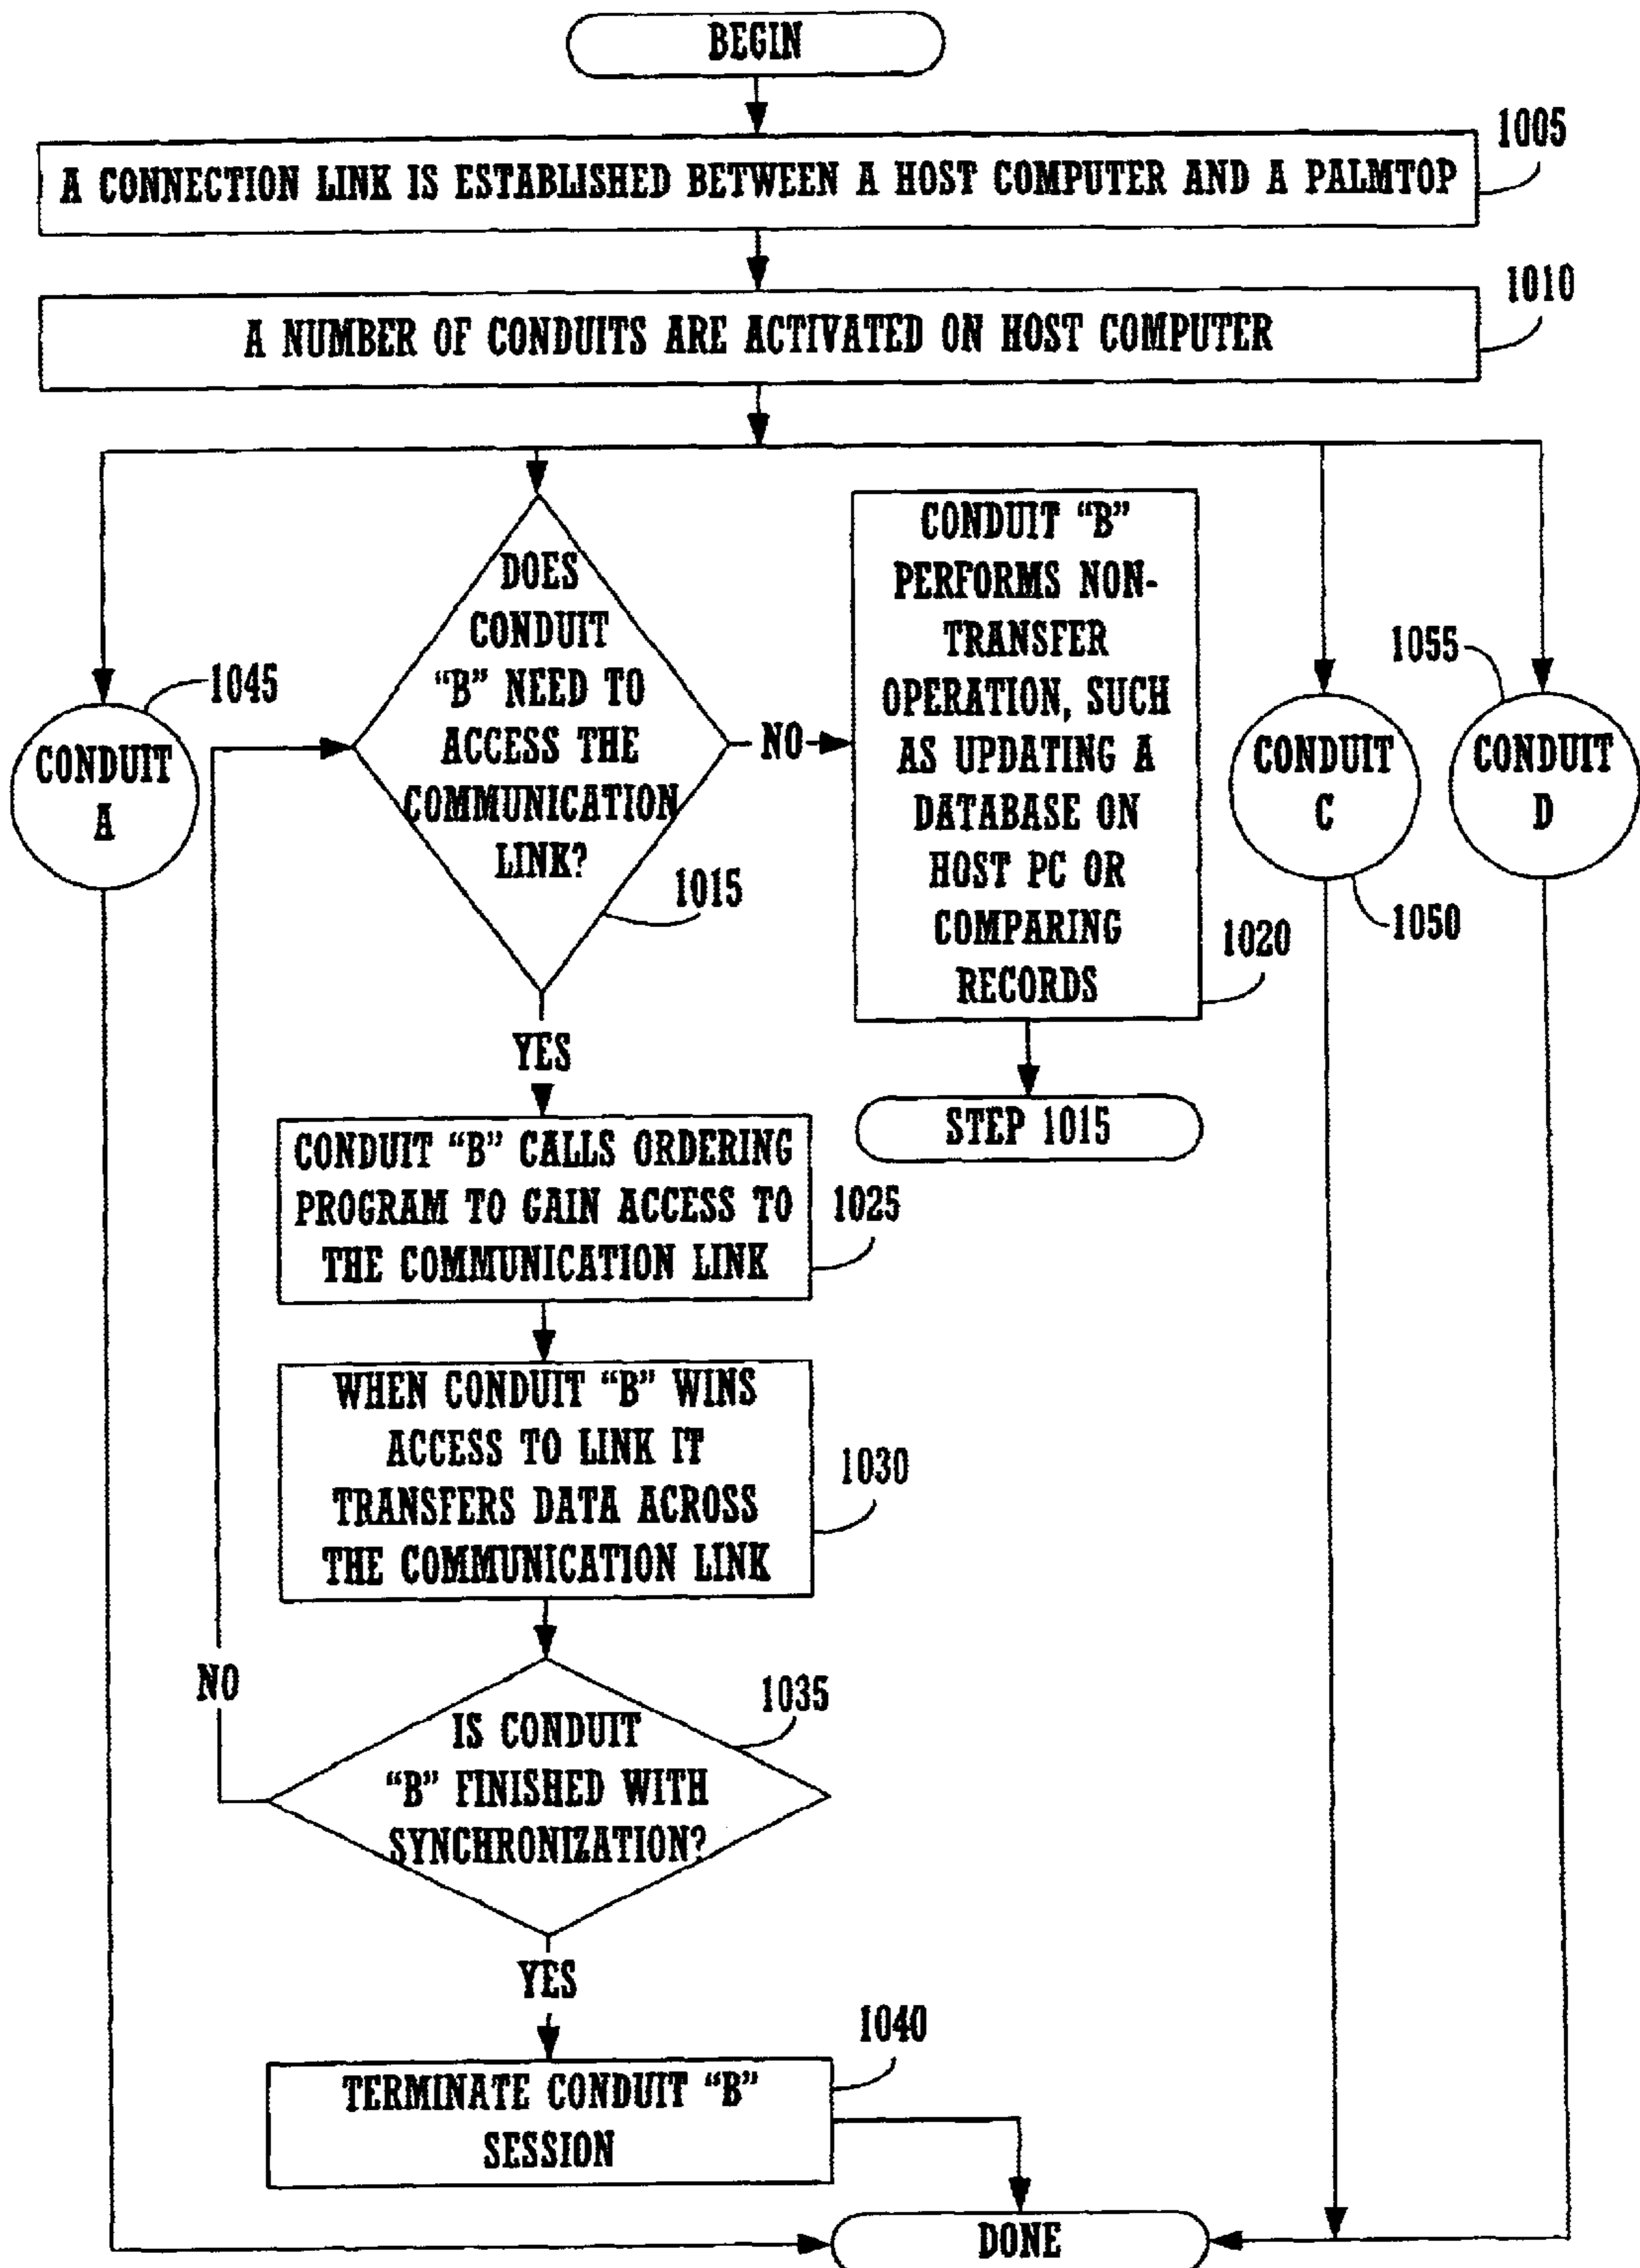 BEGIN
1005
A CONNECTION LINK IS ESTABLISHED BETWEEN A HOST COMPUTER AND A PALMTOP
1010
A NUMBER OF CONDUITS ARE ACTIVATED ON HOST COMPUTER
1045
CONDUIT
A
DOES
CONDUIT
“B” NEED TO
ACCESS THE
COMMUNICATION
LINK?
1015
NO
CONDUIT “B”
PERFORMS NON-
TRANSFER
OPERATION, SUCH
AS UPDATING A
DATABASE ON
HOST PC OR
COMPARING
RECORDS
1020
STEP 1015
CONDUIT
C
1050
1055
CONDUIT
D
YES
CONDUIT “B” CALLS ORDERING
PROGRAM TO GAIN ACCESS TO
THE COMMUNICATION LINK
1025
WHEN CONDUIT “B” WINS
ACCESS TO LINK IT
TRANSFERS DATA ACROSS
THE COMMUNICATION LINK
1030
NO
IS CONDUIT
“B” FINISHED WITH
SYNCHRONIZATION?
1035
YES
1040
TERMINATE CONDUIT “B”
SESSION
DONE